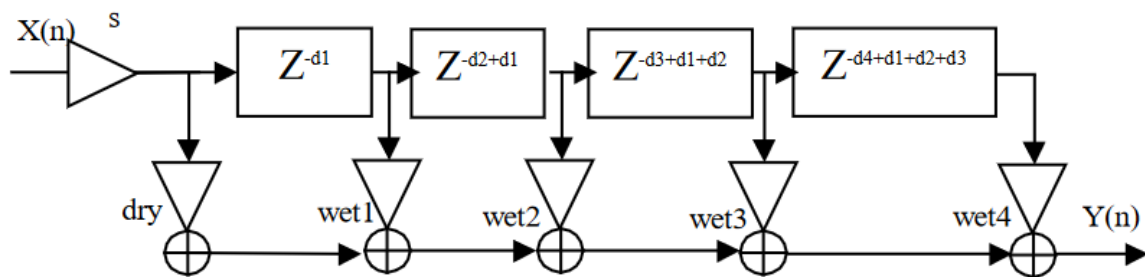 X(n)
s
Z-d1
Z-d2+d1
Z-d3+d1+d2
Z-d4+d1+d2+d3
dry
wet1
wet2
wet3
wet4
Y(n)